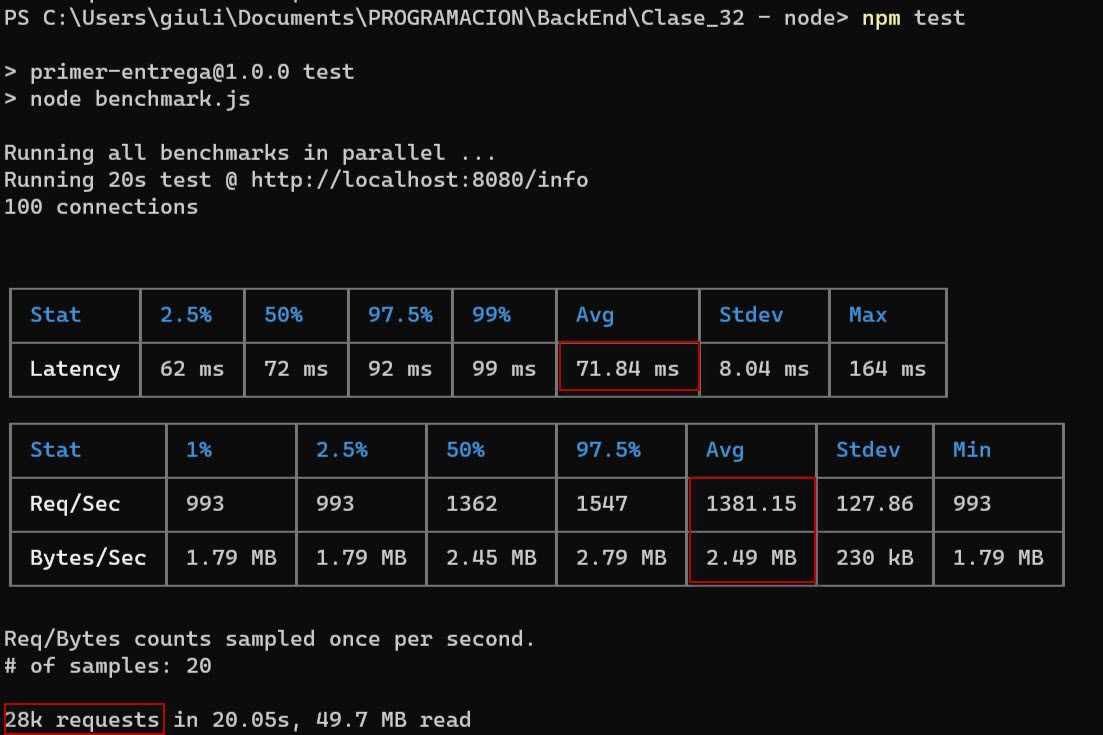 PS C:\Users\giuli\Documents\PROGRAMACION\BackEnd\Clase_32 - node> npm test
> primer-entrega@1.0.0 test
> node benchmark.js
Running all benchmarks in parallel ...
Running 20s test @ http://localhost:8080/info
100 connections
Stat 2.5% 50% 97.5% 99% Avg Stdev Max
Latency 62 ms 72 ms 92 ms 99 ms 71.84 ms 8.04 ms 164 ms
Stat 1% 2.5% 50% 97.5% Avg Stdev Min
Req/Sec 993 993 1362 1547 1381.15 127.86 993
Bytes/Sec 1.79 MB 1.79 MB 2.45 MB 2.79 MB 2.49 MB 230 kB 1.79 MB
Req/Bytes counts sampled once per second.
# of samples: 20
28k requests in 20.05s, 49.7 MB read